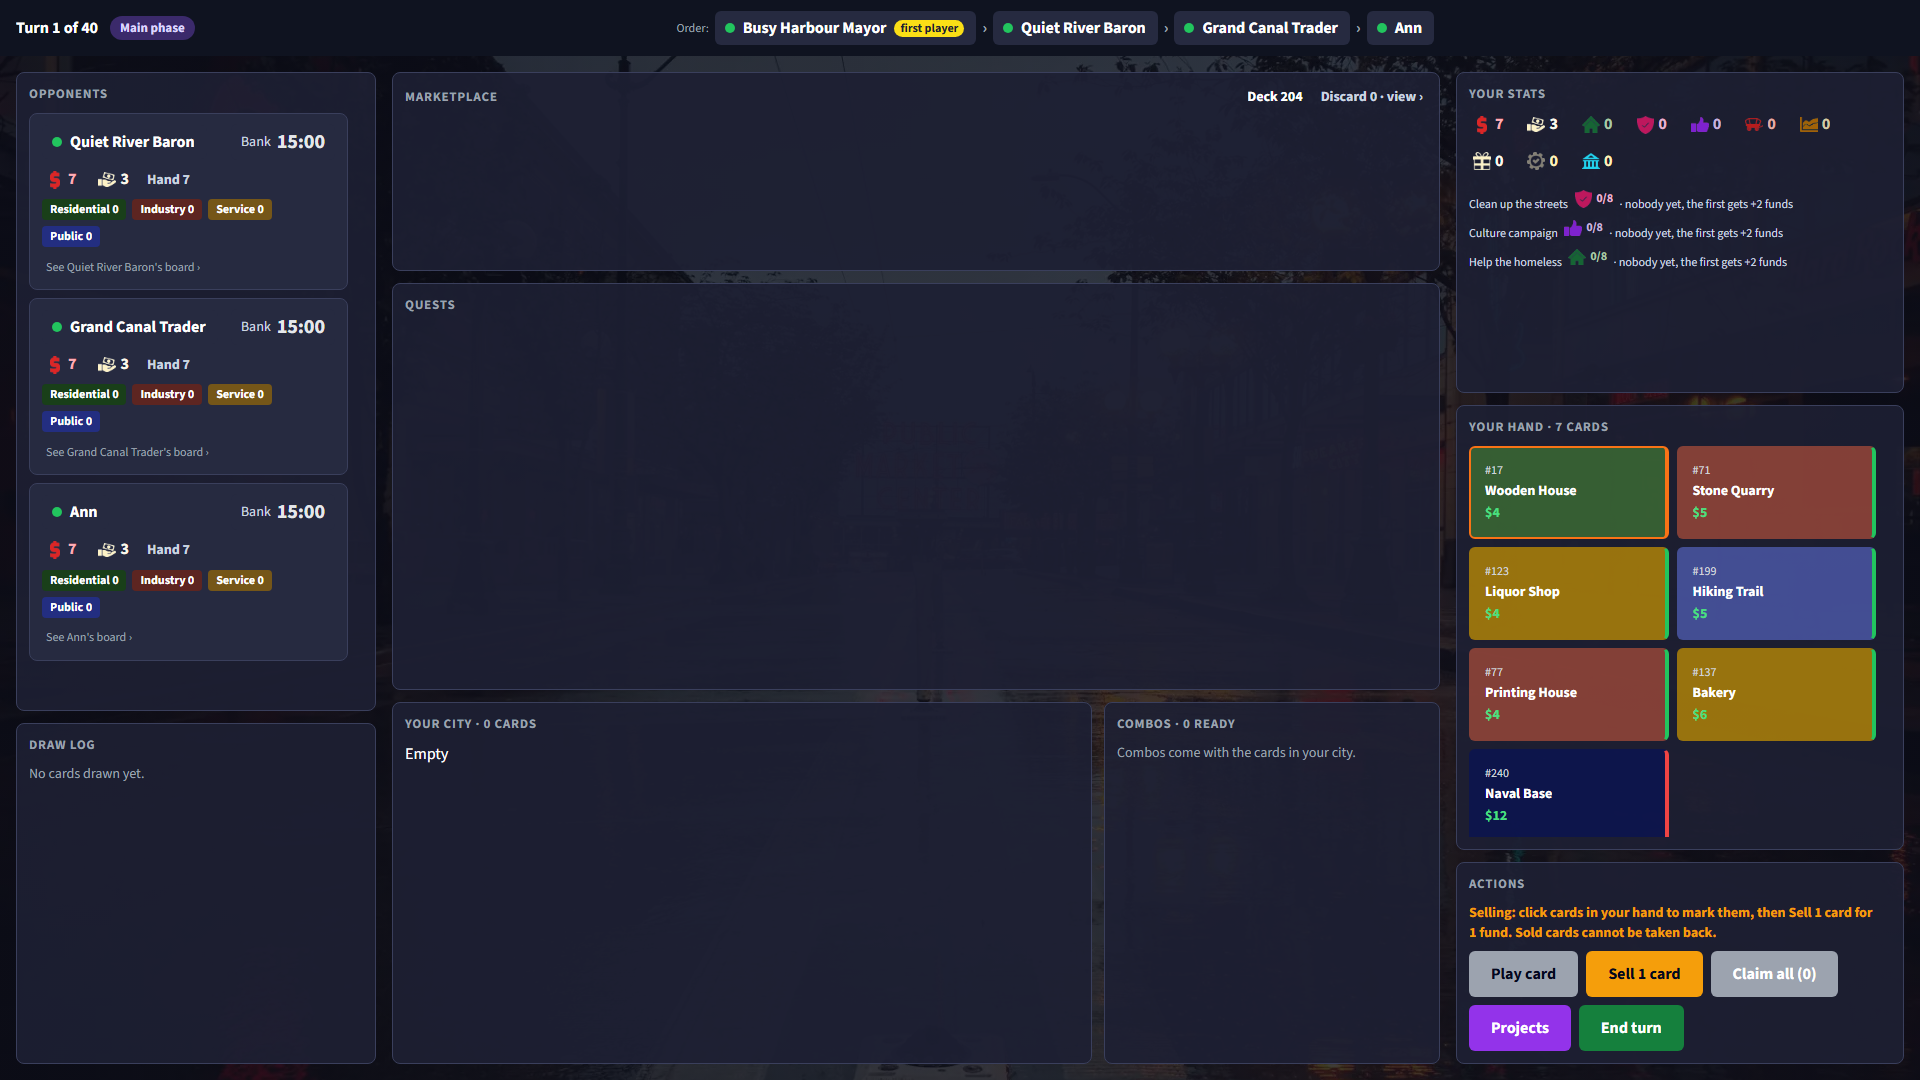 Turn 1 of 40 Main phase
Order: Busy Harbour Mayor first player › Quiet River Baron › Grand Canal Trader › Ann
OPPONENTS
Quiet River Baron Bank 15:00
7 3 Hand 7
Residential 0 Industry 0 Service 0
Public 0
See Quiet River Baron's board ›
Grand Canal Trader Bank 15:00
7 3 Hand 7
Residential 0 Industry 0 Service 0
Public 0
See Grand Canal Trader's board ›
Ann Bank 15:00
7 3 Hand 7
Residential 0 Industry 0 Service 0
Public 0
See Ann's board ›
DRAW LOG
No cards drawn yet.
MARKETPLACE Deck 204 Discard 0 · view ›
QUESTS
YOUR CITY · 0 CARDS
Empty
COMBOS · 0 READY
Combos come with the cards in your city.
YOUR STATS
7 3 0 0 0 0 0
0 0 0
Clean up the streets 0/8 · nobody yet, the first gets +2 funds
Culture campaign 0/8 · nobody yet, the first gets +2 funds
Help the homeless 0/8 · nobody yet, the first gets +2 funds
YOUR HAND · 7 CARDS
#17
Wooden House
$4
#71
Stone Quarry
$5
#123
Liquor Shop
$4
#199
Hiking Trail
$5
#77
Printing House
$4
#137
Bakery
$6
#240
Naval Base
$12
ACTIONS
Selling: click cards in your hand to mark them, then Sell 1 card for
1 fund. Sold cards cannot be taken back.
Play card Sell 1 card Claim all (0)
Projects End turn